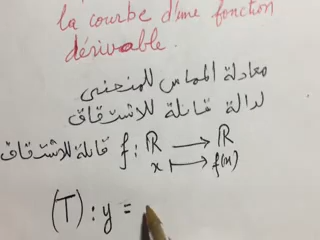 la courbe d'une fonction
dérivable.
معادلة المماس للمنحنى
لدالة قابلة للاشتقاق
f : ℝ → ℝ قابلة للاشتقاق
x ↦ f(x)
(T) : y =